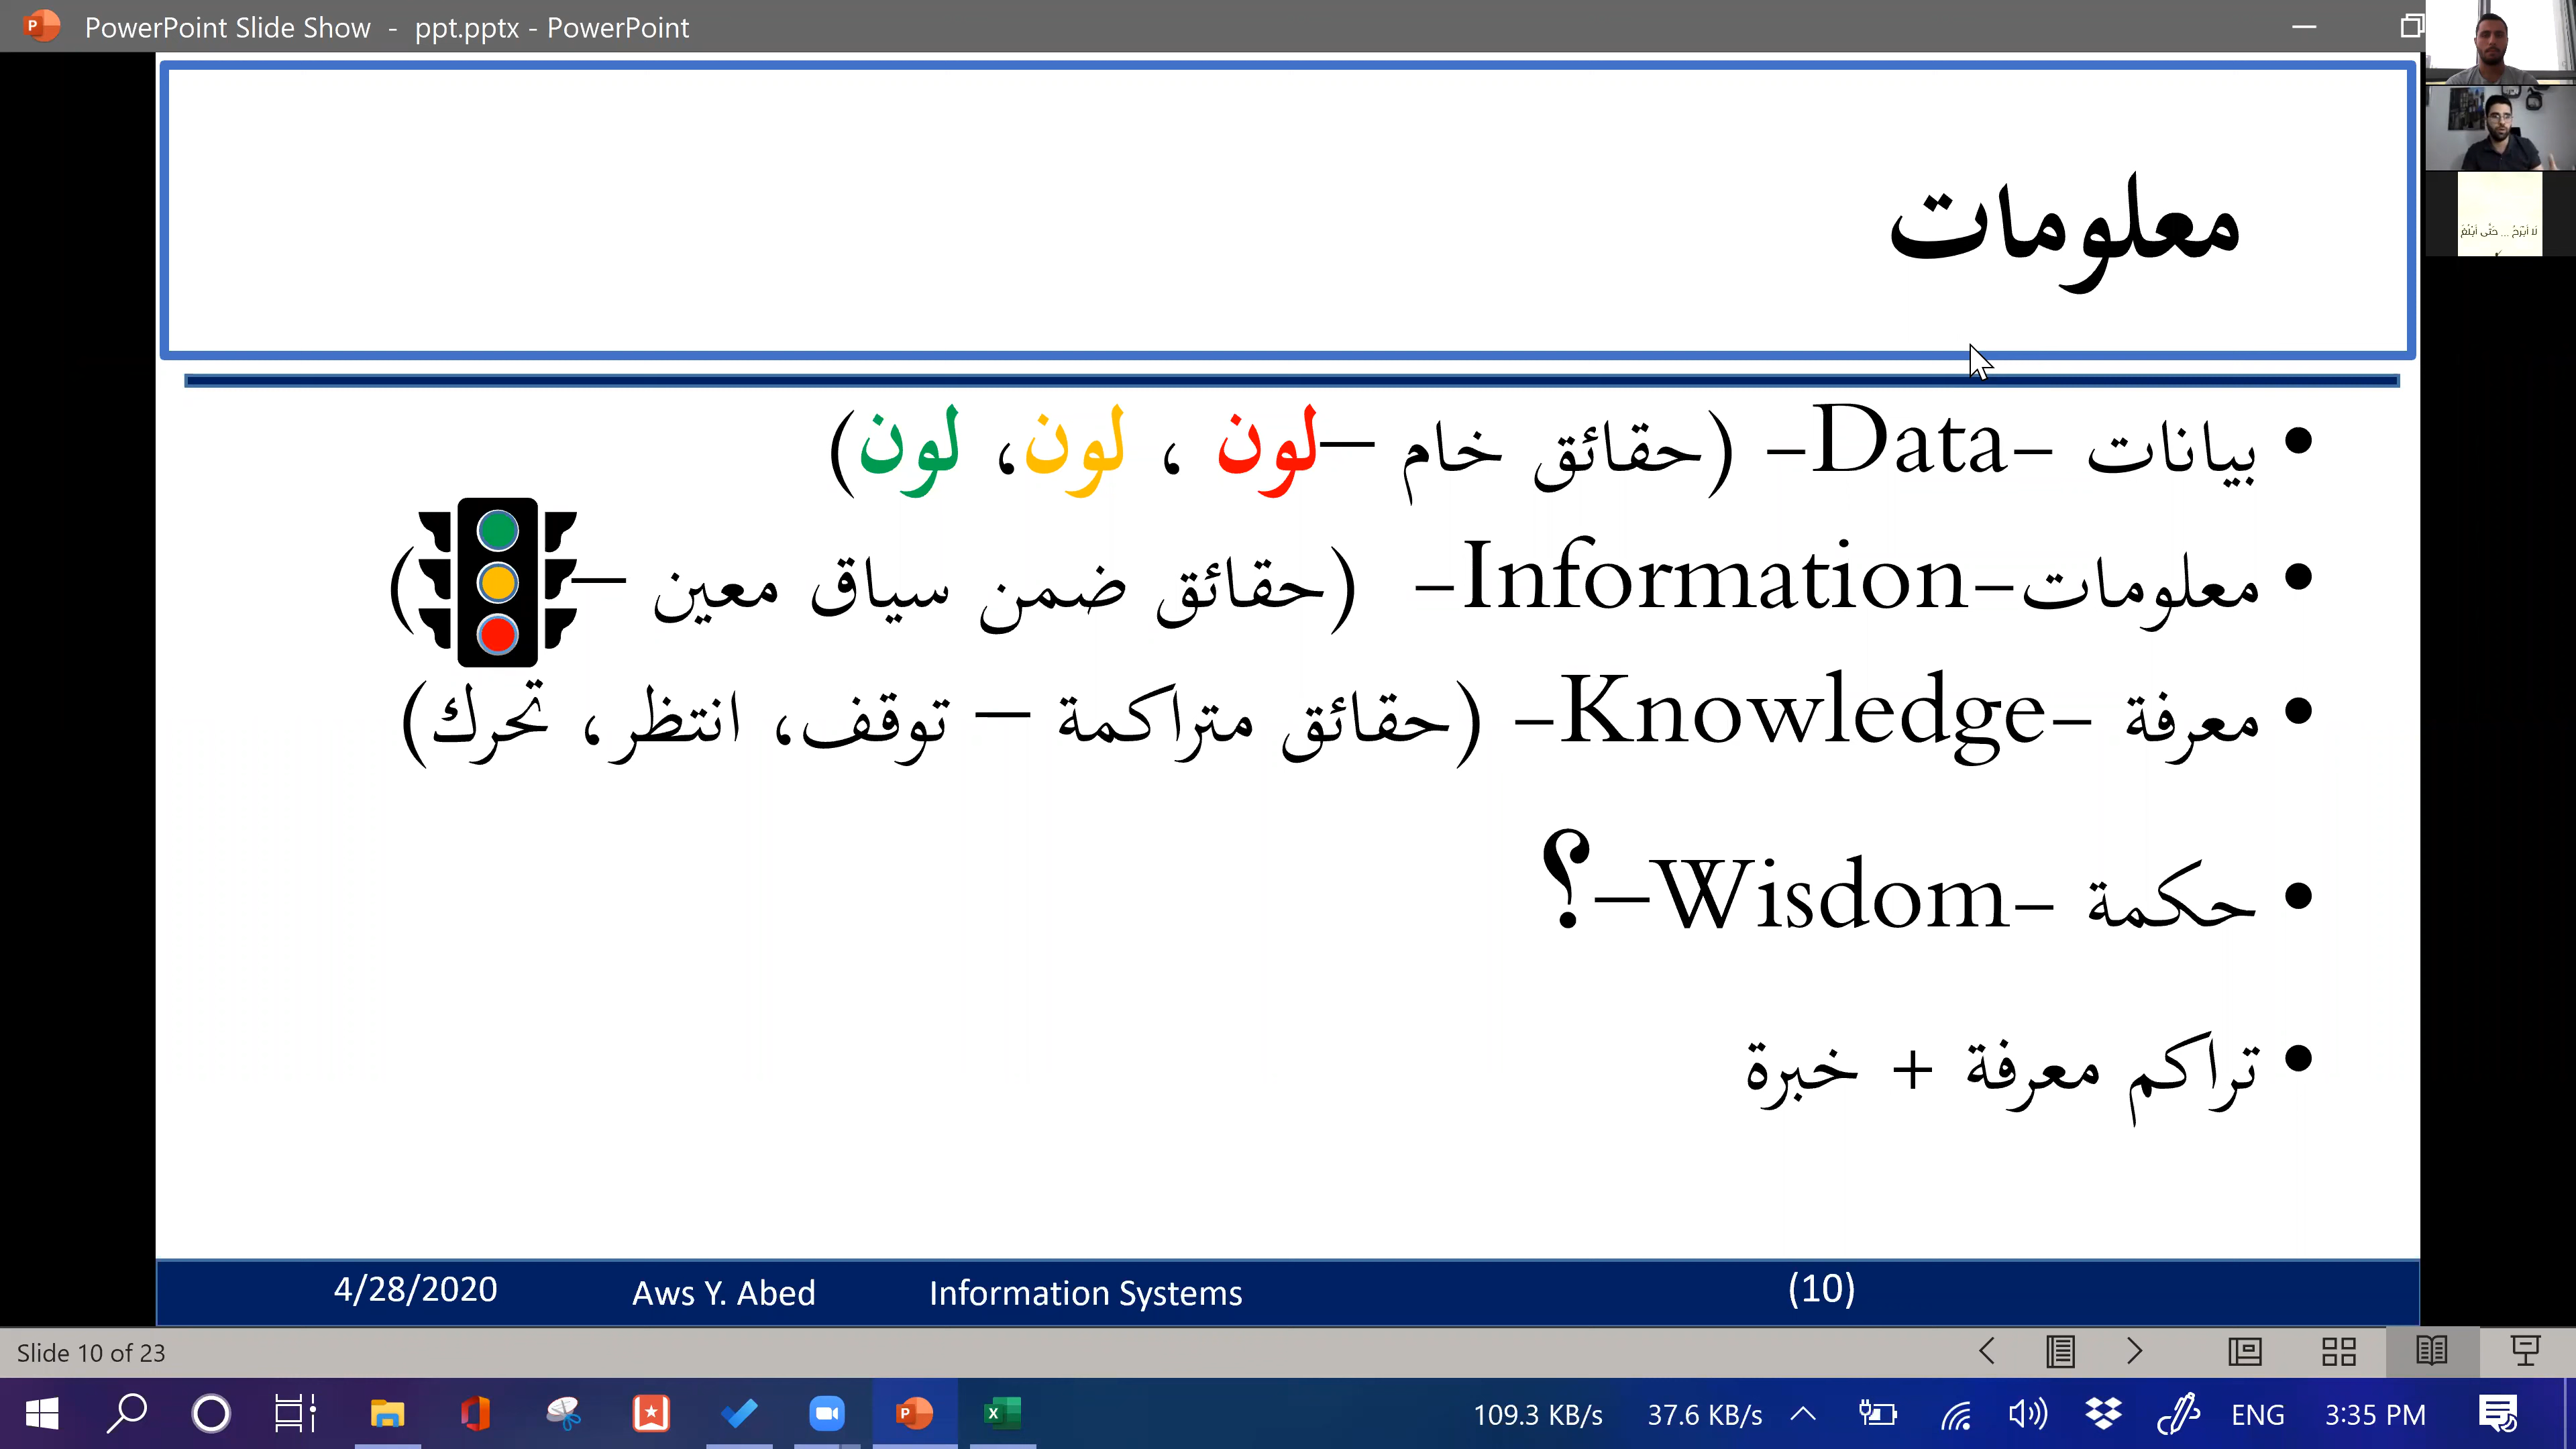 PowerPoint Slide Show - ppt.pptx - PowerPoint
معلومات
لَا أَبْرَحُ ... حَتَّى أَبْلُغَ
• بيانات -Data- (حقائق خام –لون ، لون، لون)
• معلومات-Information- (حقائق ضمن سياق معين –)
• معرفة -Knowledge- (حقائق متراكمة – توقف، انتظر، تحرك)
• حكمة -Wisdom–؟
• تراكم معرفة + خبرة
4/28/2020 Aws Y. Abed Information Systems (10)
Slide 10 of 23
109.3 KB/s 37.6 KB/s ENG 3:35 PM